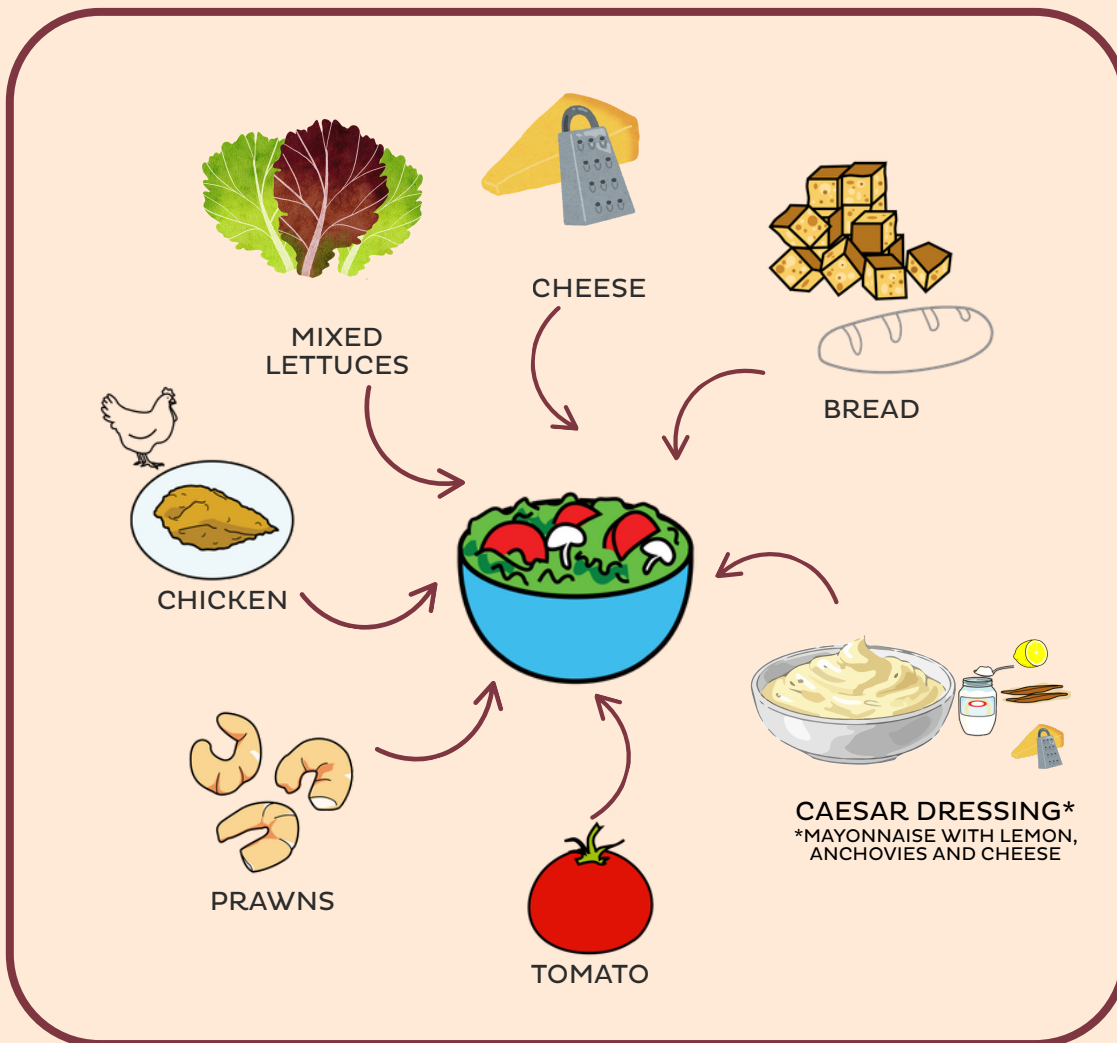 CHEESE
MIXED
LETTUCES
BREAD
CHICKEN
CAESAR DRESSING*
*MAYONNAISE WITH LEMON,
ANCHOVIES AND CHEESE
PRAWNS
TOMATO